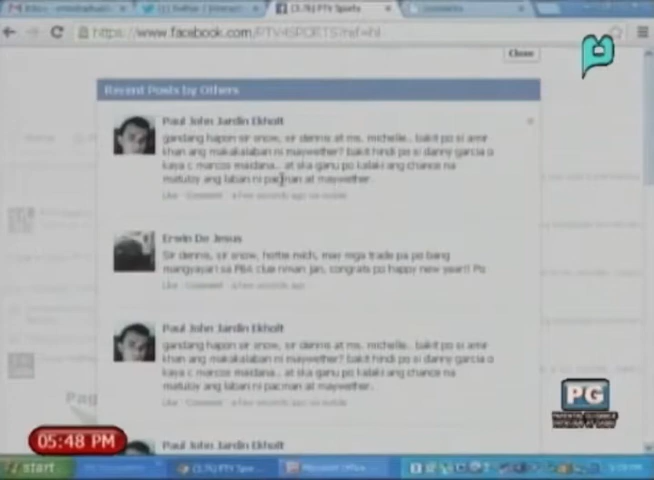 https://www.facebook.com/PTV4SPORTS?ref=hl
Close
Recent Posts by Others
Paul John Jardin Ekholt
gandang hapon sir snow, sir dennis at ms. michelle.. bakit po si amir
khan ang makakalaban ni maywether? bakit hindi po si danny garcia o
kaya c marcos maidana.. at ska ganu po kalaki ang chance na
matuloy ang laban ni pacman at maywether.
Like · Comment · a few seconds ago via mobile
Erwin De Jesus
Sir dennis, sir snow, hottie mich, may mga trade pa po bang
mangyayari sa PBA clue niman jan, congrats po happy new year!! Po
Like · Comment · a few seconds ago
Paul John Jardin Ekholt
gandang hapon sir snow, sir dennis at ms. michelle.. bakit po si amir
khan ang makakalaban ni maywether? bakit hindi po si danny garcia o
kaya c marcos maidana.. at ska ganu po kalaki ang chance na
matuloy ang laban ni pacman at maywether.
Like · Comment · a few seconds ago via mobile
Paul John Jardin Ekholt
PG
05:48 PM
start